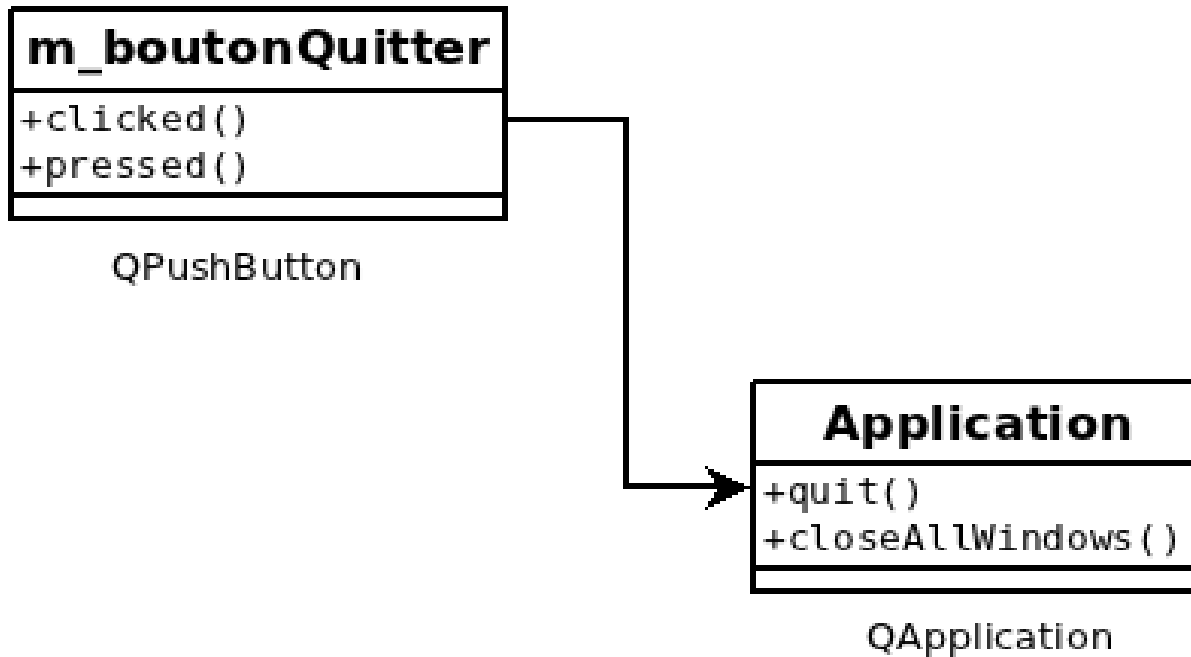 m_boutonQuitter
+clicked()
+pressed()
QPushButton
Application
+quit()
+closeAllWindows()
QApplication